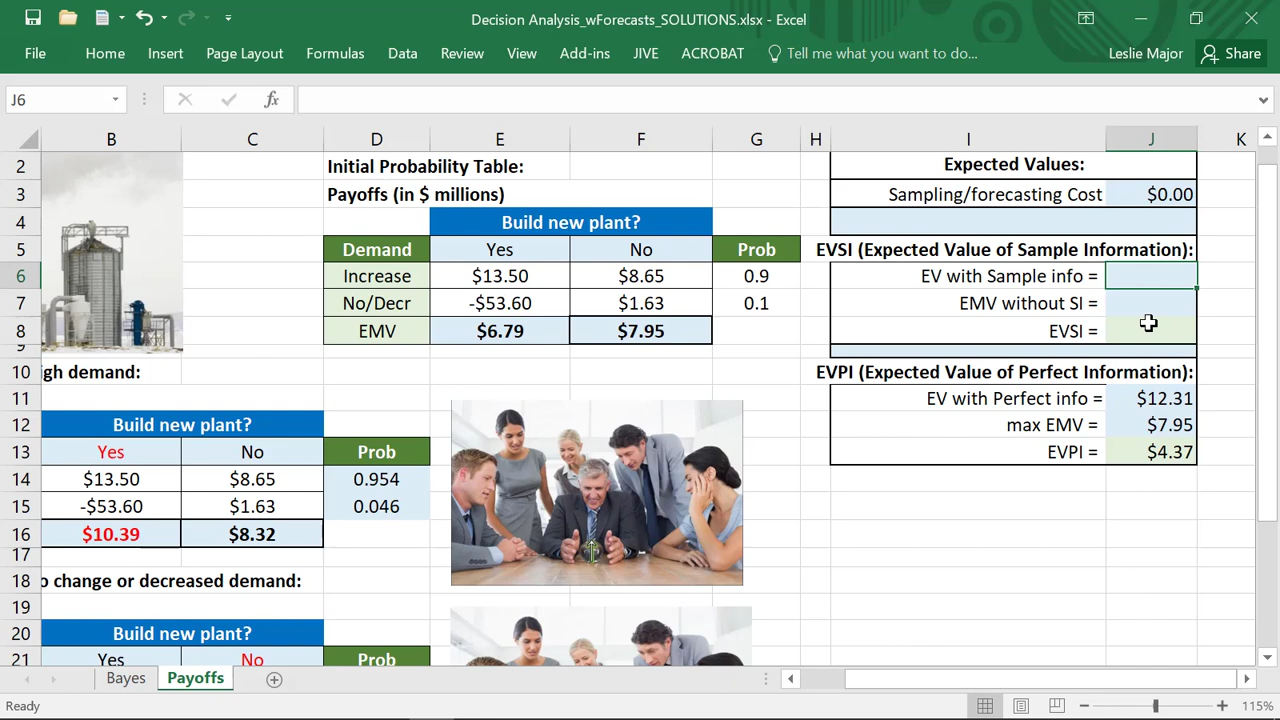 Decision Analysis_wForecasts_SOLUTIONS.xlsx - Excel
File Home Insert Page Layout Formulas Data Review View Add-ins JIVE ACROBAT Tell me what you want to do... Leslie Major Share
J6 fx
B C D E F G H I J K
2 Initial Probability Table: Expected Values:
3 Payoffs (in $ millions) Sampling/forecasting Cost $0.00
4 Build new plant?
5 Demand Yes No Prob EVSI (Expected Value of Sample Information):
6 Increase $13.50 $8.65 0.9 EV with Sample info =
7 No/Decr -$53.60 $1.63 0.1 EMV without SI =
8 EMV $6.79 $7.95 EVSI =
9
10 igh demand: EVPI (Expected Value of Perfect Information):
11 EV with Perfect info = $12.31
12 Build new plant? max EMV = $7.95
13 Yes No Prob EVPI = $4.37
14 $13.50 $8.65 0.954
15 -$53.60 $1.63 0.046
16 $10.39 $8.32
17
18 o change or decreased demand:
19
20 Build new plant?
21 Yes No Prob
Bayes Payoffs
Ready 115%